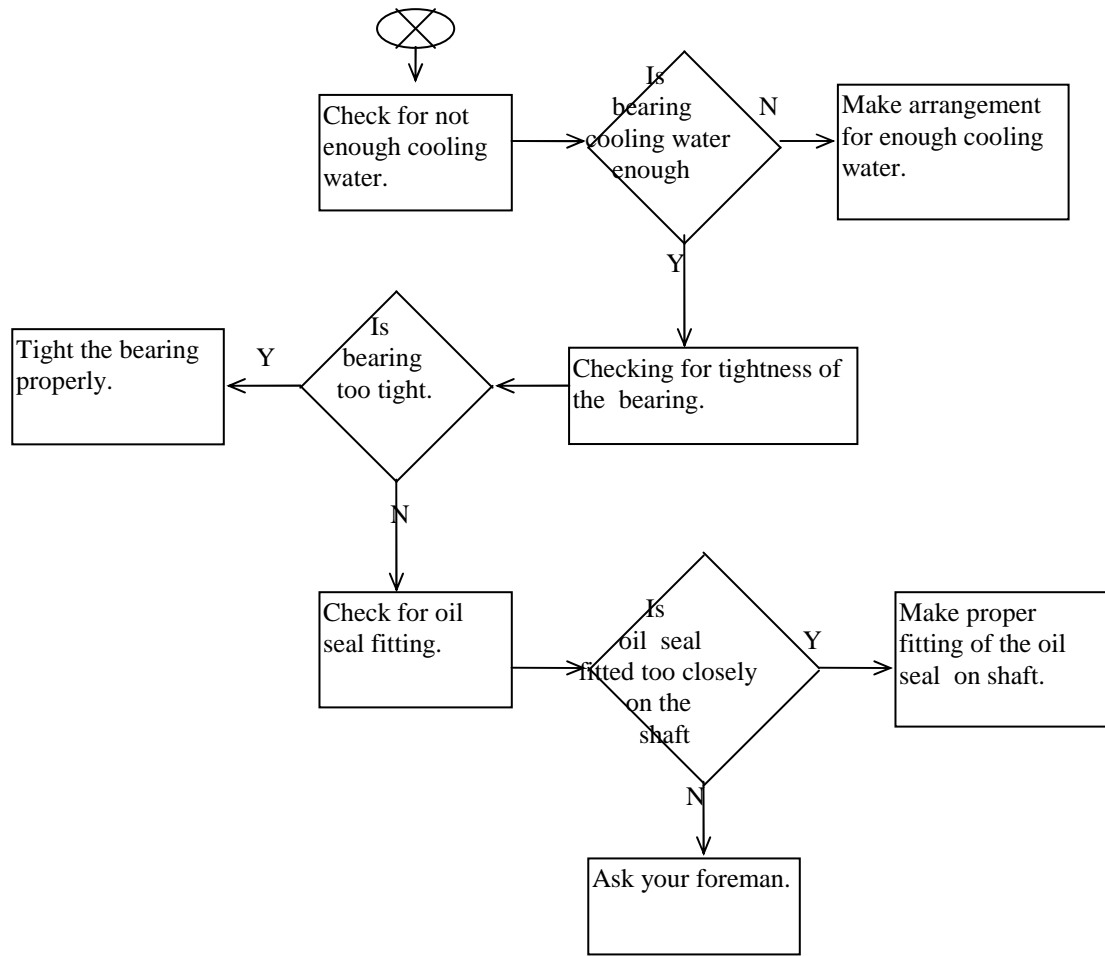 Check for not
enough cooling
water.
Is
bearing
cooling water
enough
N
Make arrangement
for enough cooling
water.
Y
Checking for tightness of
the bearing.
Is
bearing
too tight.
Y
Tight the bearing
properly.
N
Check for oil
seal fitting.
Is
oil seal
fitted too closely
on the
shaft
Y
Make proper
fitting of the oil
seal on shaft.
N
Ask your foreman.